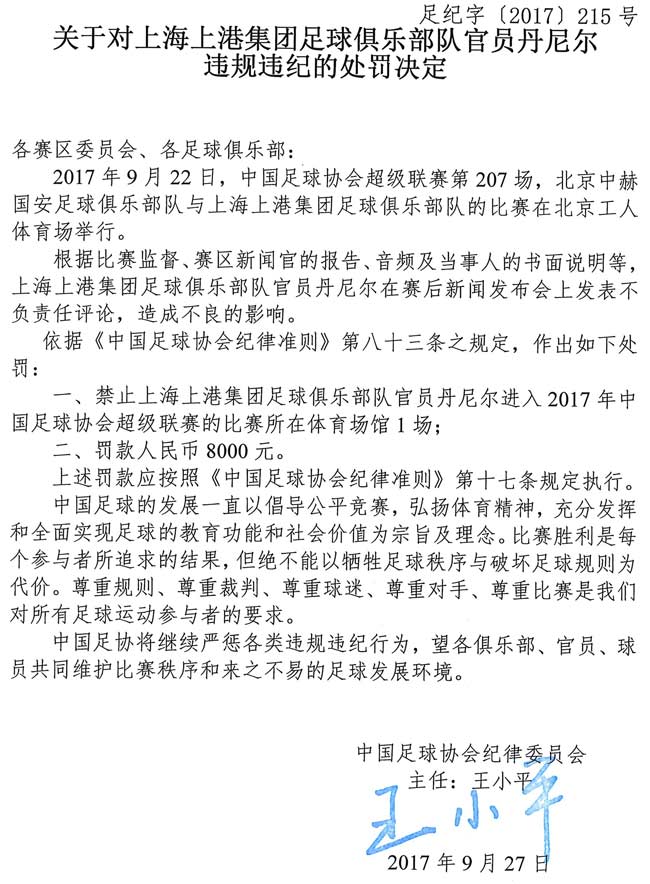 足纪字〔2017〕215 号
关于对上海上港集团足球俱乐部队官员丹尼尔
违规违纪的处罚决定
各赛区委员会、各足球俱乐部：
2017 年 9 月 22 日，中国足球协会超级联赛第 207 场，北京中赫
国安足球俱乐部队与上海上港集团足球俱乐部队的比赛在北京工人
体育场举行。
根据比赛监督、赛区新闻官的报告、音频及当事人的书面说明等，
上海上港集团足球俱乐部队官员丹尼尔在赛后新闻发布会上发表不
负责任评论，造成不良的影响。
依据《中国足球协会纪律准则》第八十三条之规定，作出如下处
罚：
一、禁止上海上港集团足球俱乐部队官员丹尼尔进入 2017 年中
国足球协会超级联赛的比赛所在体育场馆 1 场；
二、罚款人民币 8000 元。
上述罚款应按照《中国足球协会纪律准则》第十七条规定执行。
中国足球的发展一直以倡导公平竞赛，弘扬体育精神，充分发挥
和全面实现足球的教育功能和社会价值为宗旨及理念。比赛胜利是每
个参与者所追求的结果，但绝不能以牺牲足球秩序与破坏足球规则为
代价。尊重规则、尊重裁判、尊重球迷、尊重对手、尊重比赛是我们
对所有足球运动参与者的要求。
中国足协将继续严惩各类违规违纪行为，望各俱乐部、官员、球
员共同维护比赛秩序和来之不易的足球发展环境。
中国足球协会纪律委员会
主任：王小平
王小平
2017 年 9 月 27 日